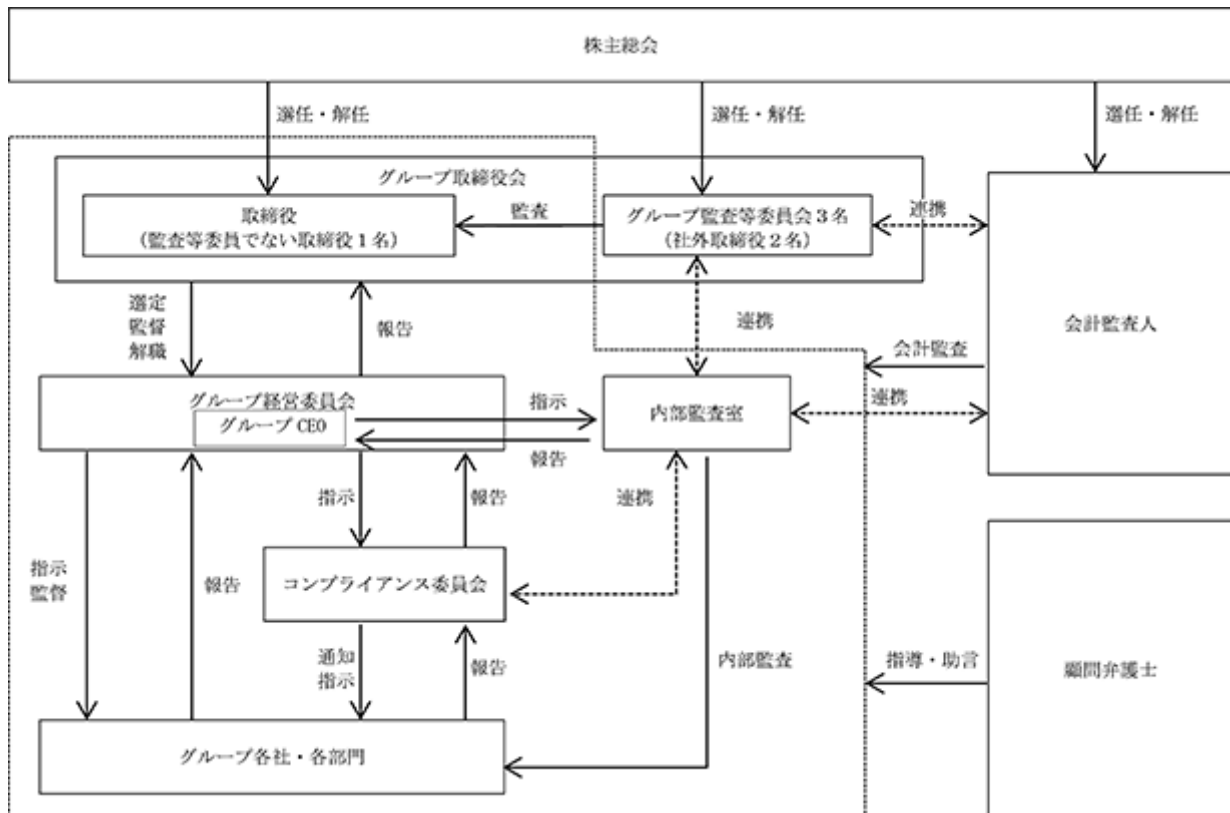 株主総会
選任・解任
選任・解任
選任・解任
グループ取締役会
取締役
(監査等委員でない取締役1名)
監査
グループ監査等委員会3名
(社外取締役2名)
連携
会計監査人
選定
監督
解職
報告
連携
会計監査
グループ経営委員会
グループCEO
指示
報告
内部監査室
連携
指示
報告
連携
コンプライアンス委員会
指示
監督
報告
通知
指示
報告
内部監査
指導・助言
顧問弁護士
グループ各社・各部門